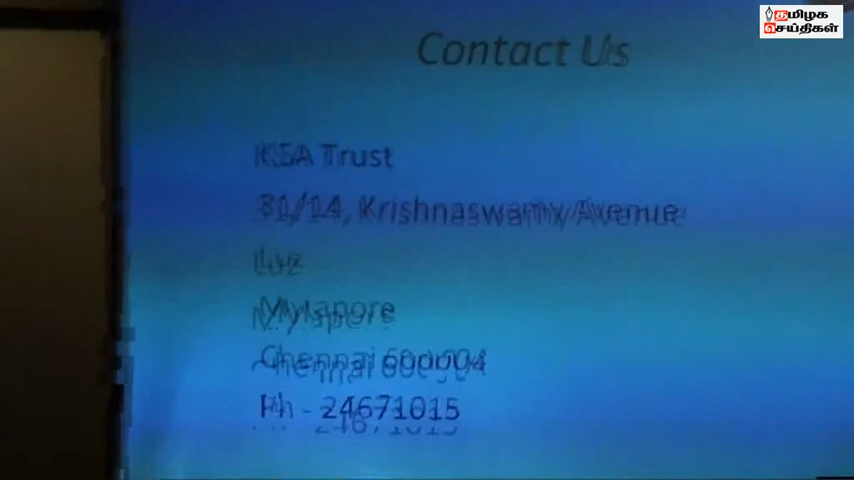 தமிழக
செய்திகள்
Contact Us
KSA Trust
31/14, Krishnaswamy Avenue
Luz
Mylapore
Chennai 600004
Ph - 24671015